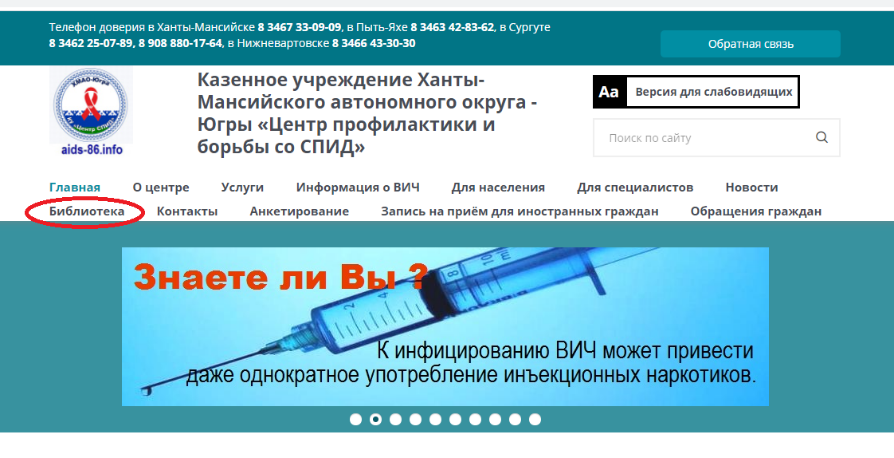 Телефон доверия в Ханты-Мансийске 8 3467 33-09-09, в Пыть-Яхе 8 3463 42-83-62, в Сургуте
8 3462 25-07-89, 8 908 880-17-64, в Нижневартовске 8 3466 43-30-30
Обратная связь
ХМАО-Югра
«Центр СПИД»
aids-86.info
Казенное учреждение Ханты-
Мансийского автономного округа -
Югры «Центр профилактики и
борьбы со СПИД»
Aa Версия для слабовидящих
Поиск по сайту
Главная О центре Услуги Информация о ВИЧ Для населения Для специалистов Новости
Библиотека Контакты Анкетирование Запись на приём для иностранных граждан Обращения граждан
Знаете ли Вы ?
К инфицированию ВИЧ может привести
даже однократное употребление инъекционных наркотиков.